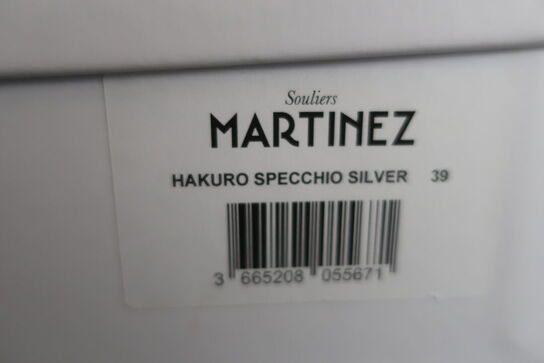 Souliers
MARTINEZ
HAKURO SPECCHIO SILVER 39
3 665208 055671